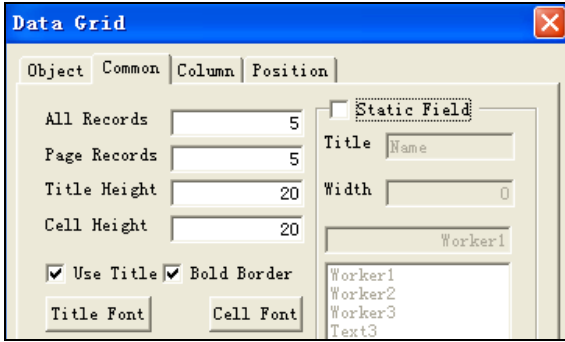 Data Grid
Object Common Column Position
All Records 5
Page Records 5
Title Height 20
Cell Height 20
Use Title Bold Border
Title Font Cell Font
Static Field
Title Name
Width 0
Worker1
Worker1
Worker2
Worker3
Text3